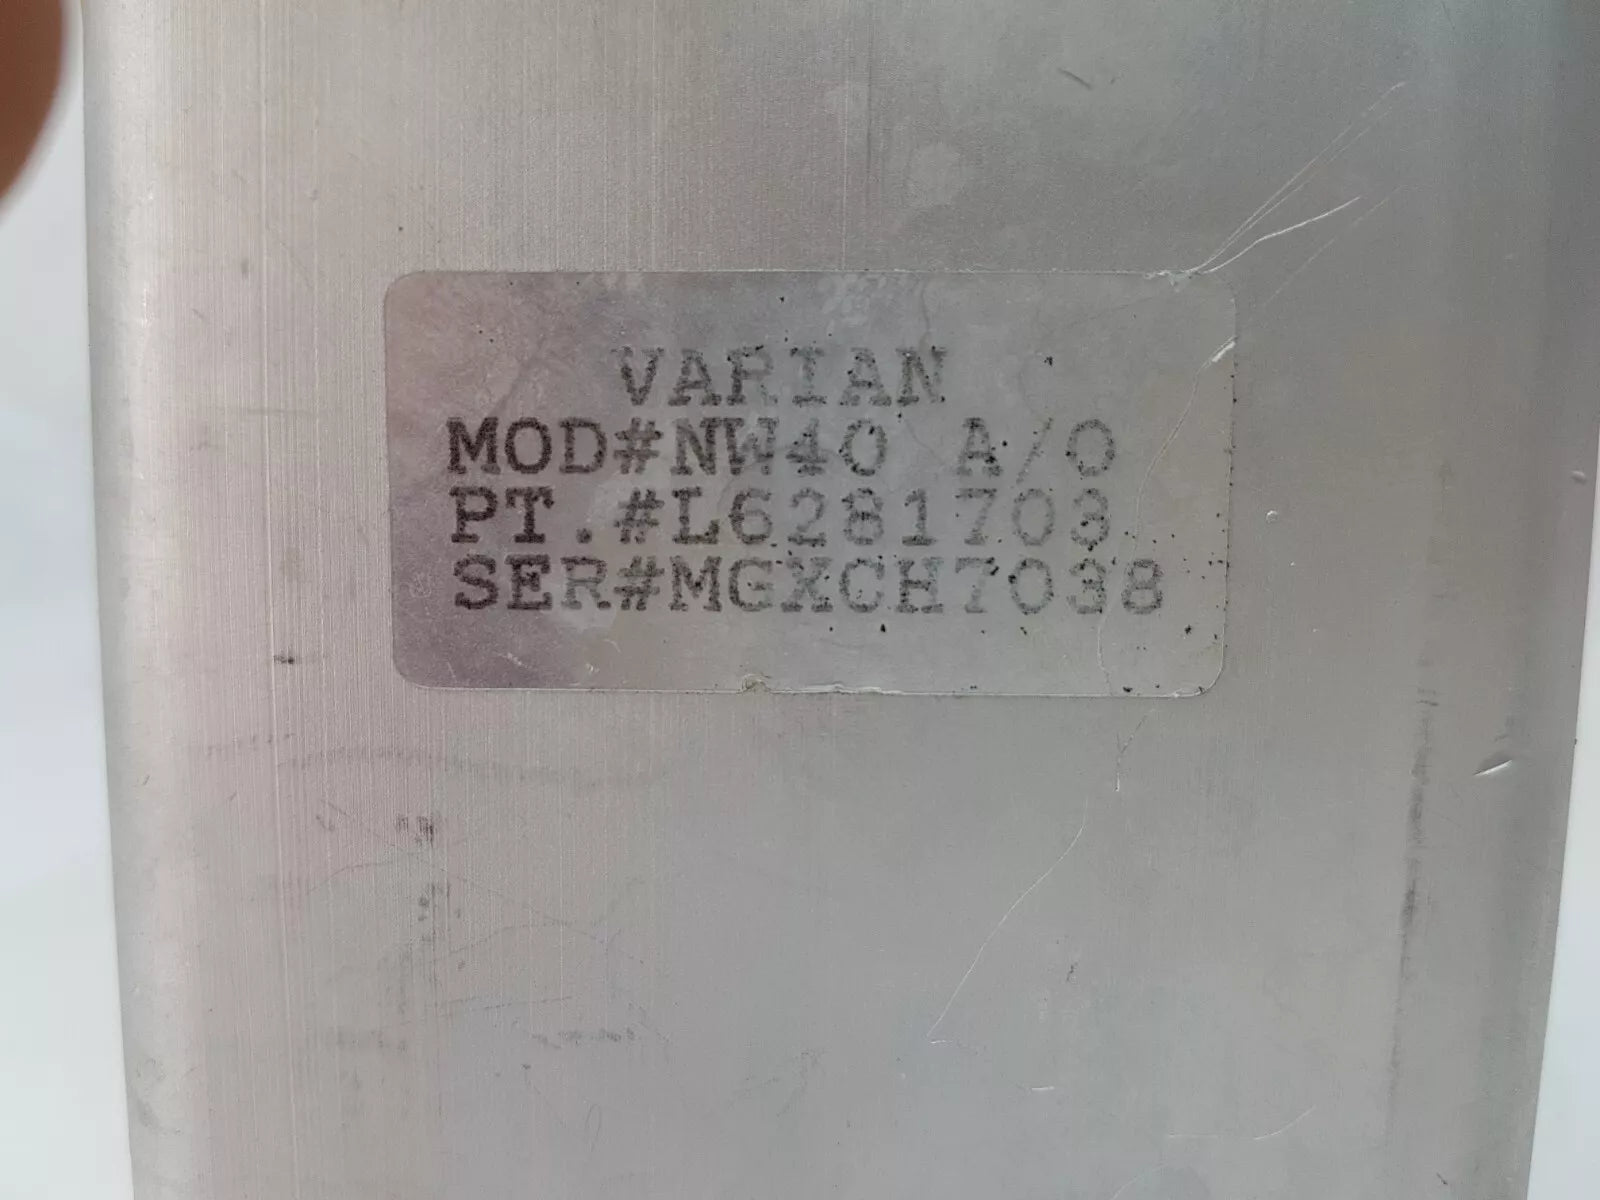 VARIAN
MOD#NW40 A/O
PT.#L6281703
SER#MGXCH7038